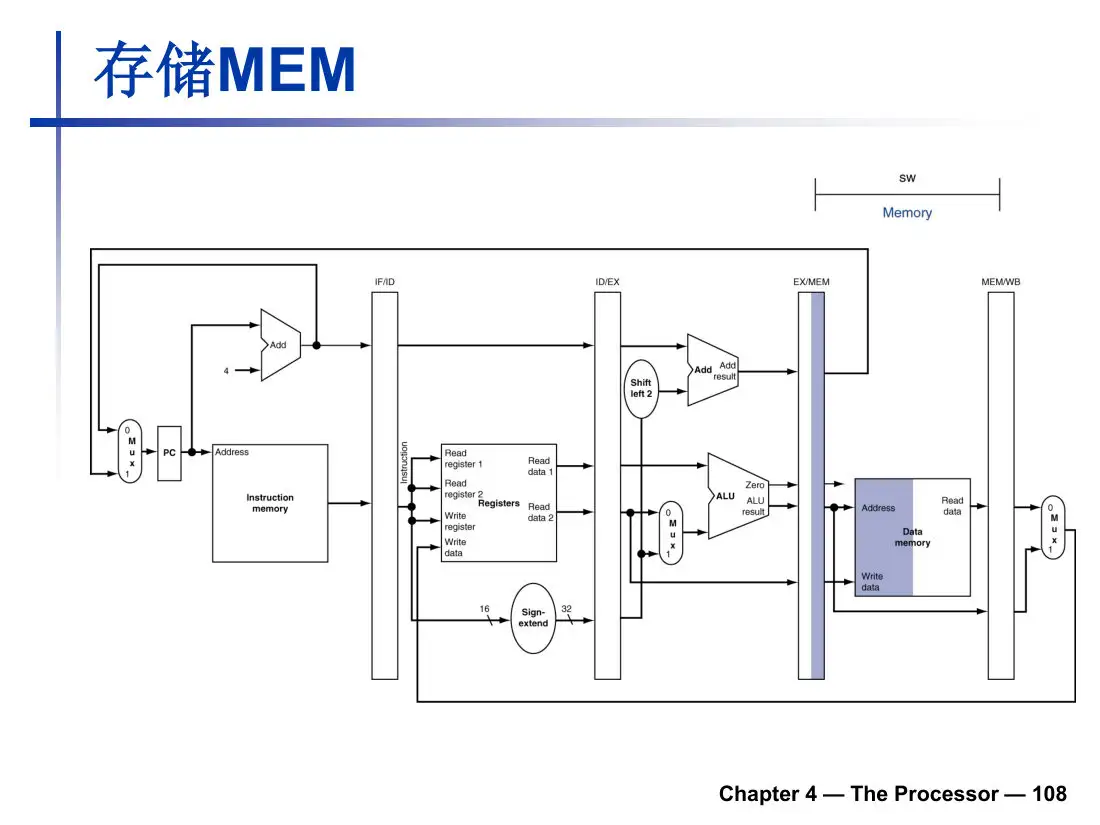 存储MEM
SW
Memory
IF/ID
ID/EX
EX/MEM
MEM/WB
Add
4
Shift
left 2
Add
Add
result
0
M
u
x
1
PC
Address
Instruction
memory
Instruction
Read
register 1
Read
register 2
Write
register
Write
data
Registers
Read
data 1
Read
data 2
16
Sign-
extend
32
0
M
u
x
1
ALU
Zero
ALU
result
Address
Write
data
Data
memory
Read
data
0
M
u
x
1
Chapter 4 — The Processor — 108